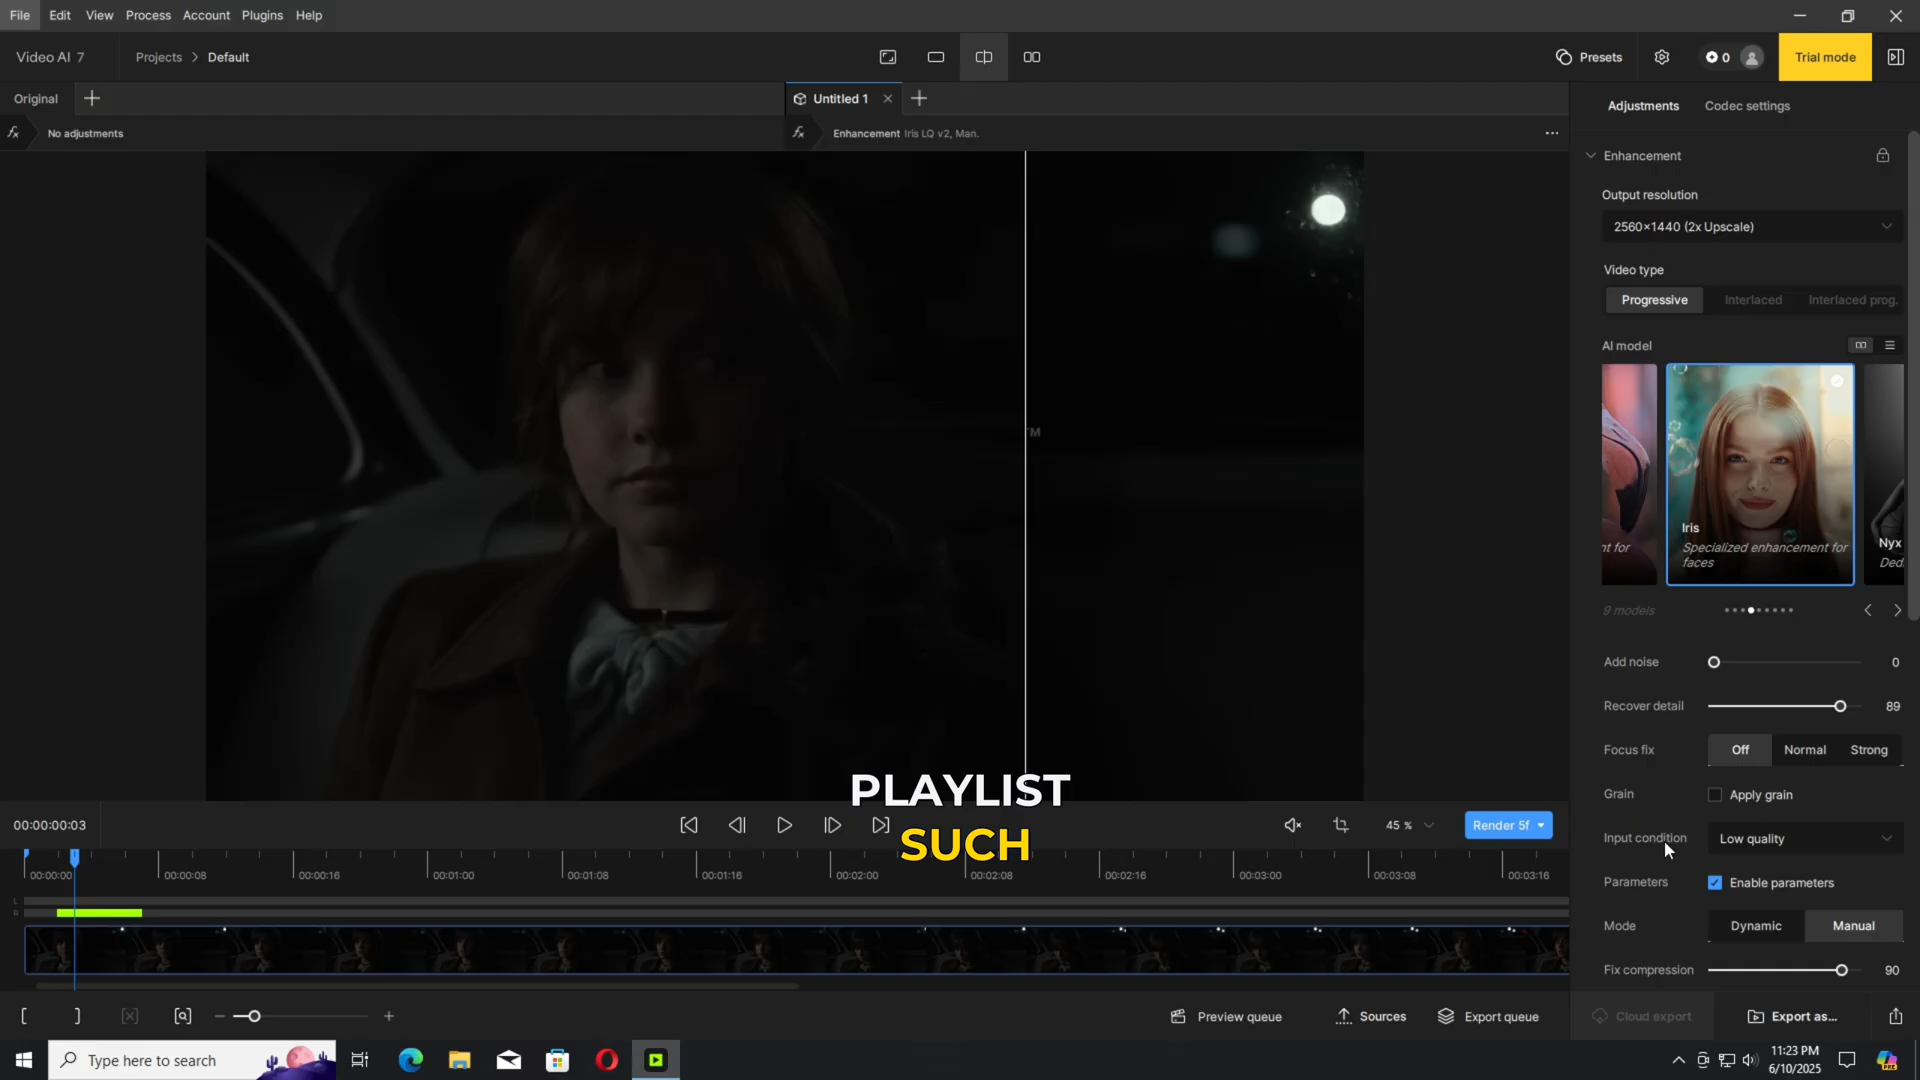 File Edit View Process Account Plugins Help
Video AI 7 Projects > Default Presets 0 Trial mode
Original Untitled 1 Adjustments Codec settings
No adjustments Enhancement Iris LQ v2, Man.
Enhancement
Output resolution
2560×1440 (2x Upscale)
Video type
Progressive Interlaced Interlaced prog.
AI model
nt for
Iris
Specialized enhancement for
faces
Nyx
Ded
9 models
TM
Add noise 0
Recover detail 89
Focus fix Off Normal Strong
Grain Apply grain
Input condition Low quality
Parameters Enable parameters
Mode Dynamic Manual
Fix compression 90
PLAYLIST
SUCH
00:00:00:03 45 % Render 5f
00:00:00 00:00:08 00:00:16 00:01:00 00:01:08 00:01:16 00:02:00 00:02:08 00:02:16 00:03:00 00:03:08 00:03:16
L
R
Preview queue Sources Export queue Cloud export Export as...
Type here to search
11:23 PM
6/10/2025
PRE